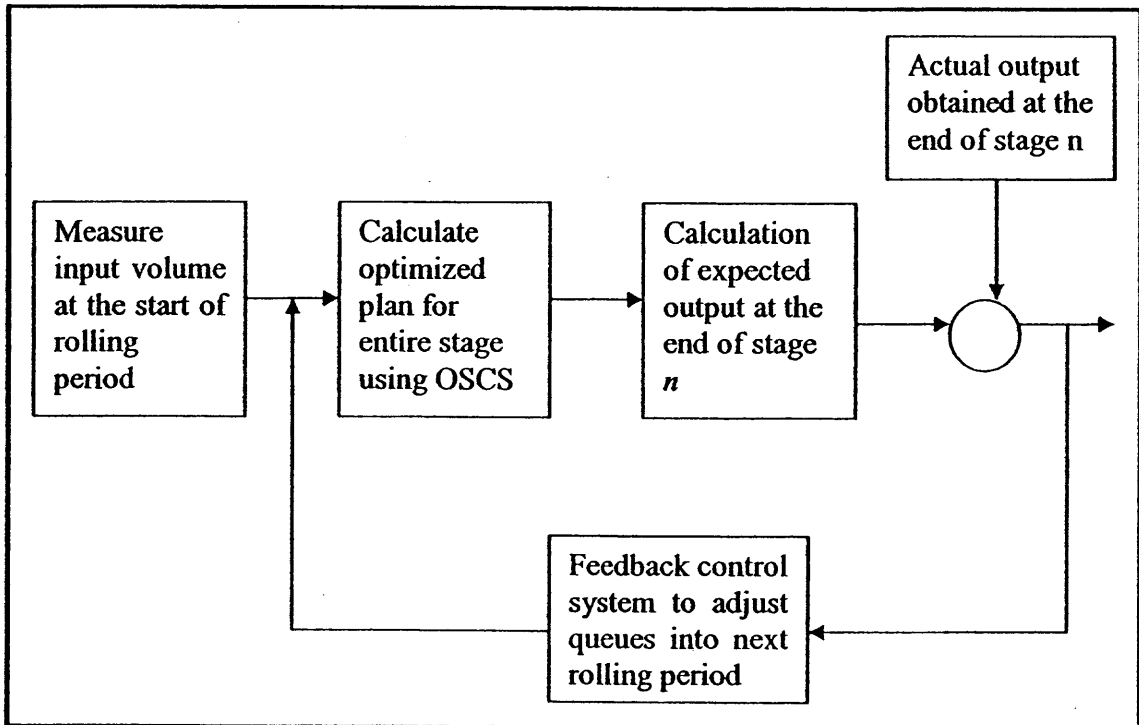 Actual output
obtained at the
end of stage n
Measure
input volume
at the start of
rolling
period
Calculate
optimized
plan for
entire stage
using OSCS
Calculation
of expected
output at the
end of stage
n
Feedback control
system to adjust
queues into next
rolling period